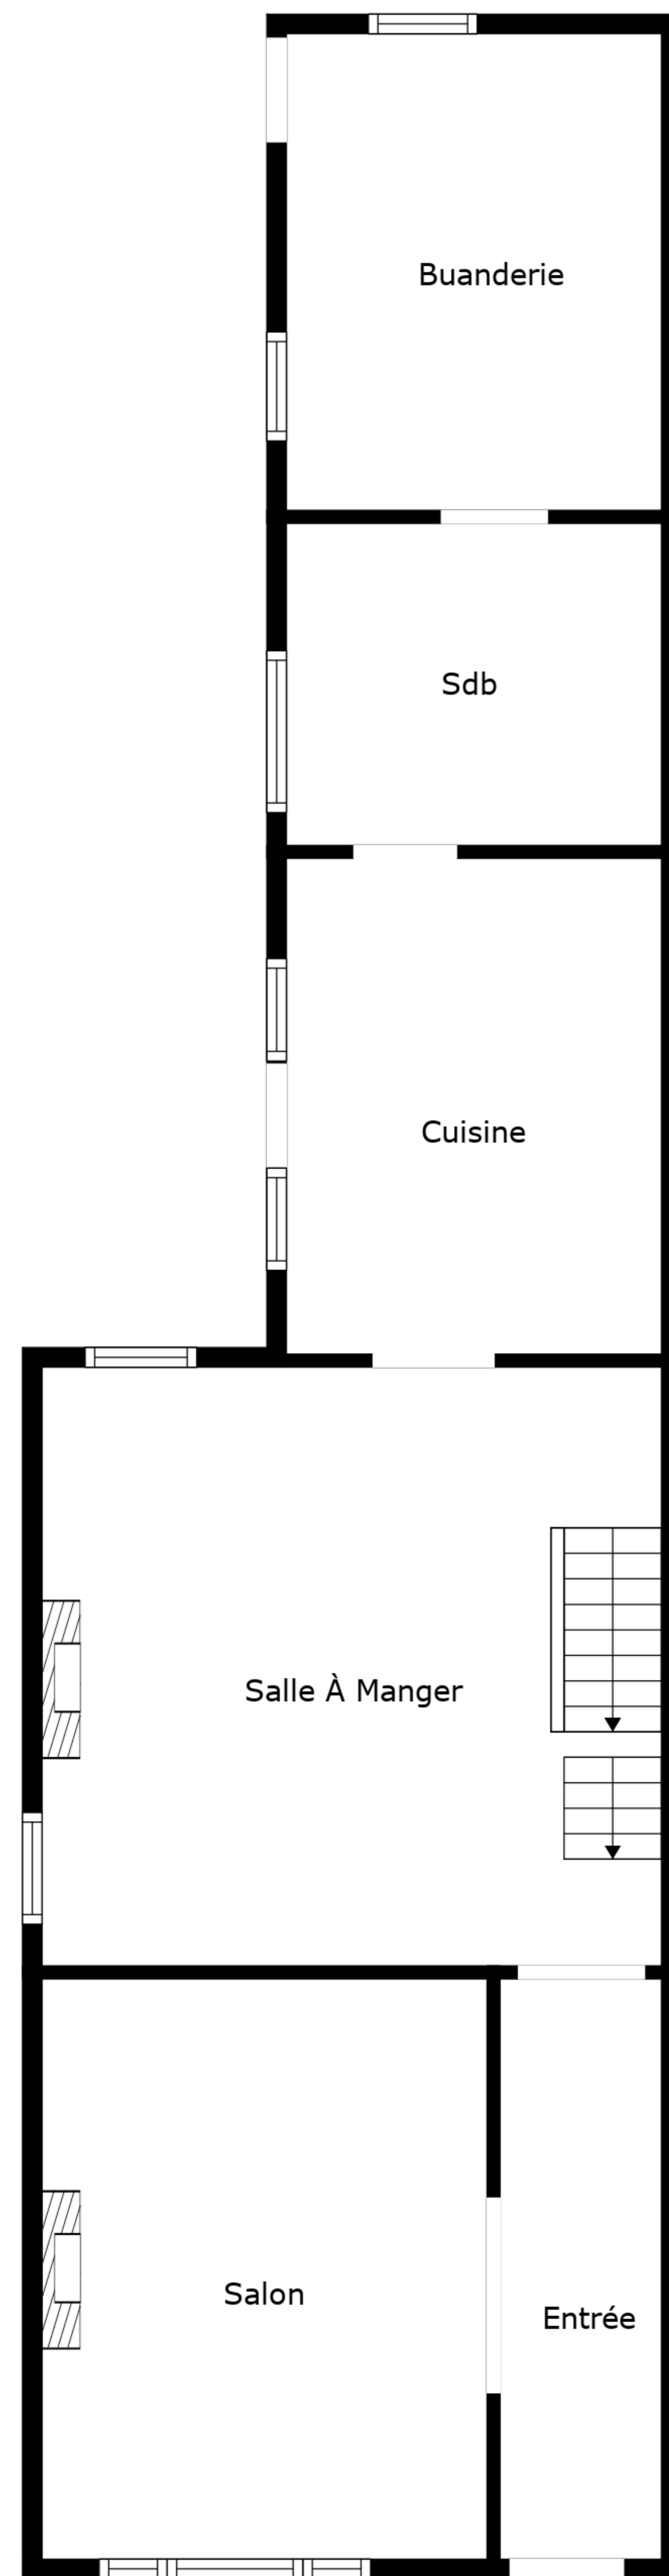 Buanderie
Sdb
Cuisine
Salle À Manger
Salon
Entrée